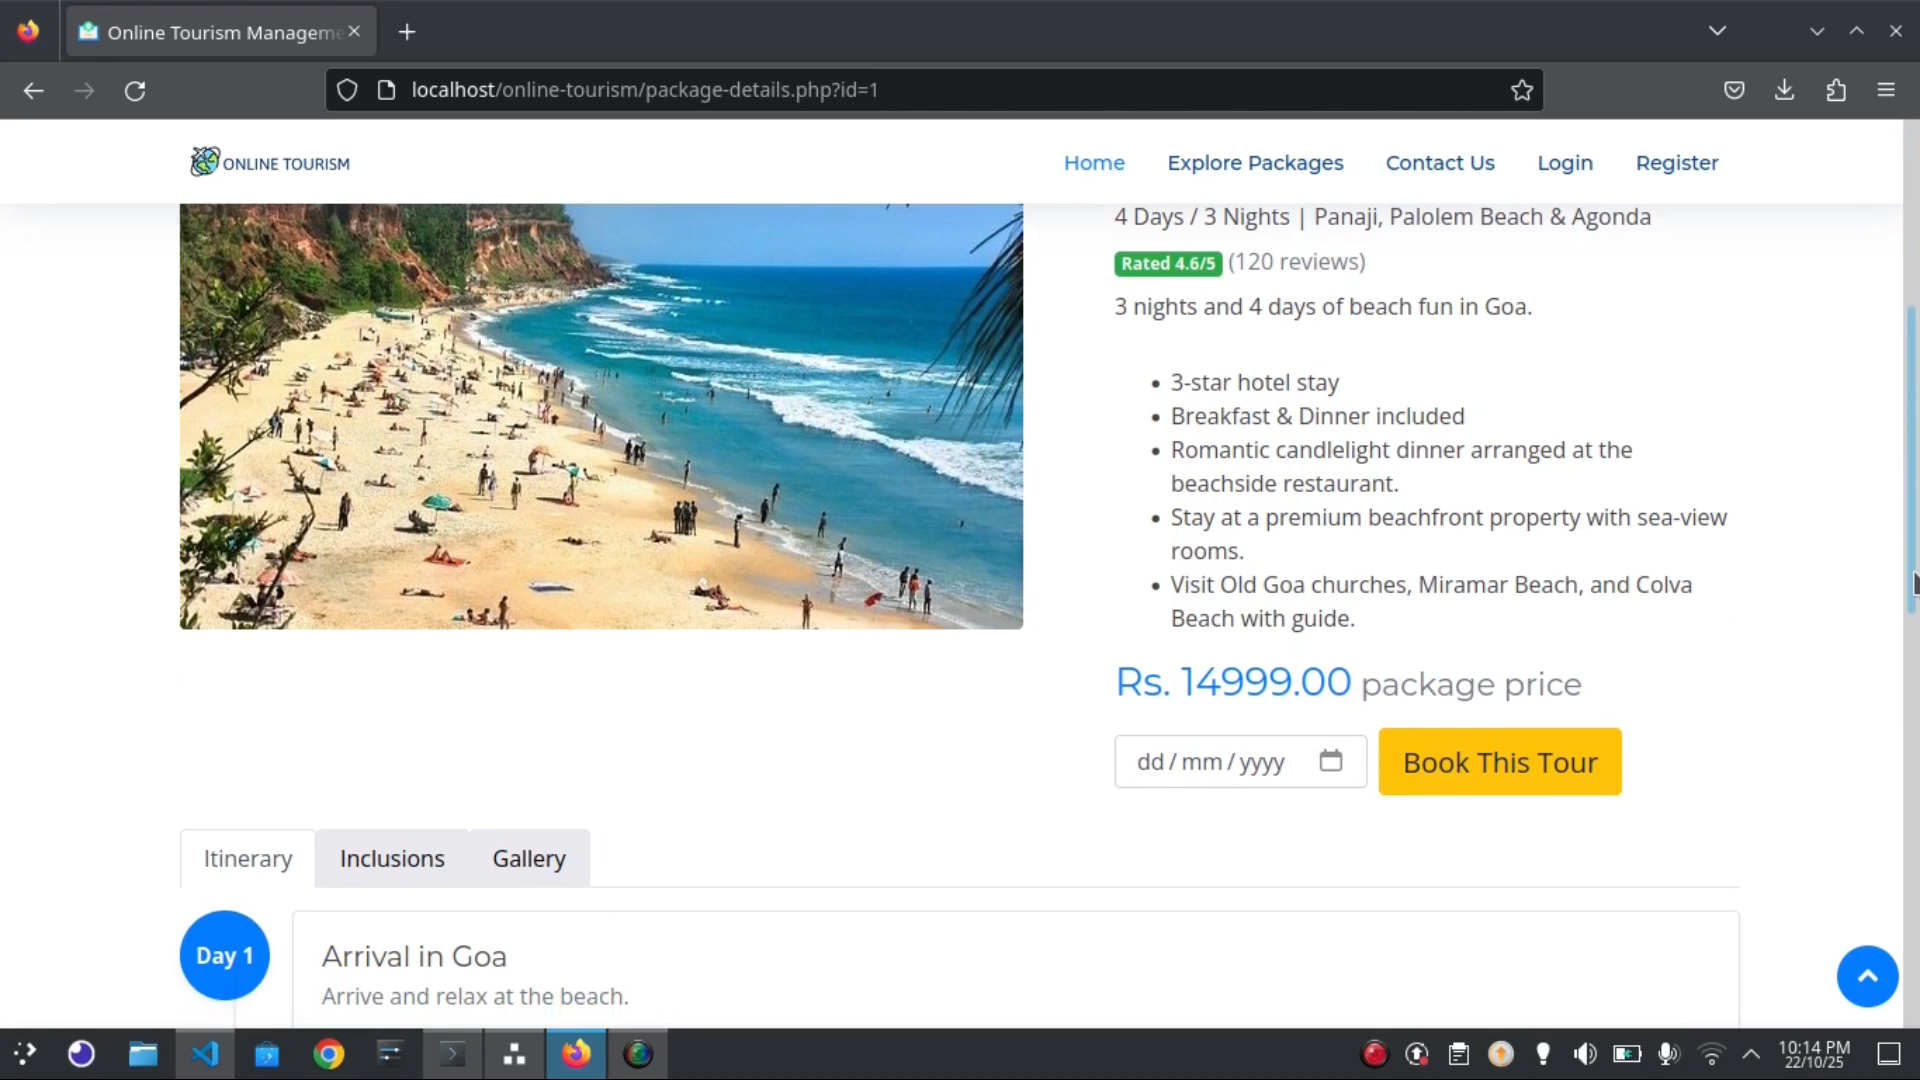 Online Tourism Manageme
localhost/online-tourism/package-details.php?id=1
ONLINE TOURISM
Home
Explore Packages
Contact Us
Login
Register
4 Days / 3 Nights | Panaji, Palolem Beach & Agonda
Rated 4.6/5 (120 reviews)
3 nights and 4 days of beach fun in Goa.
• 3-star hotel stay
• Breakfast & Dinner included
• Romantic candlelight dinner arranged at the
beachside restaurant.
• Stay at a premium beachfront property with sea-view
rooms.
• Visit Old Goa churches, Miramar Beach, and Colva
Beach with guide.
Rs. 14999.00 package price
dd/mm/yyyy
Book This Tour
Itinerary
Inclusions
Gallery
Day 1
Arrival in Goa
Arrive and relax at the beach.
10:14 PM
22/10/25